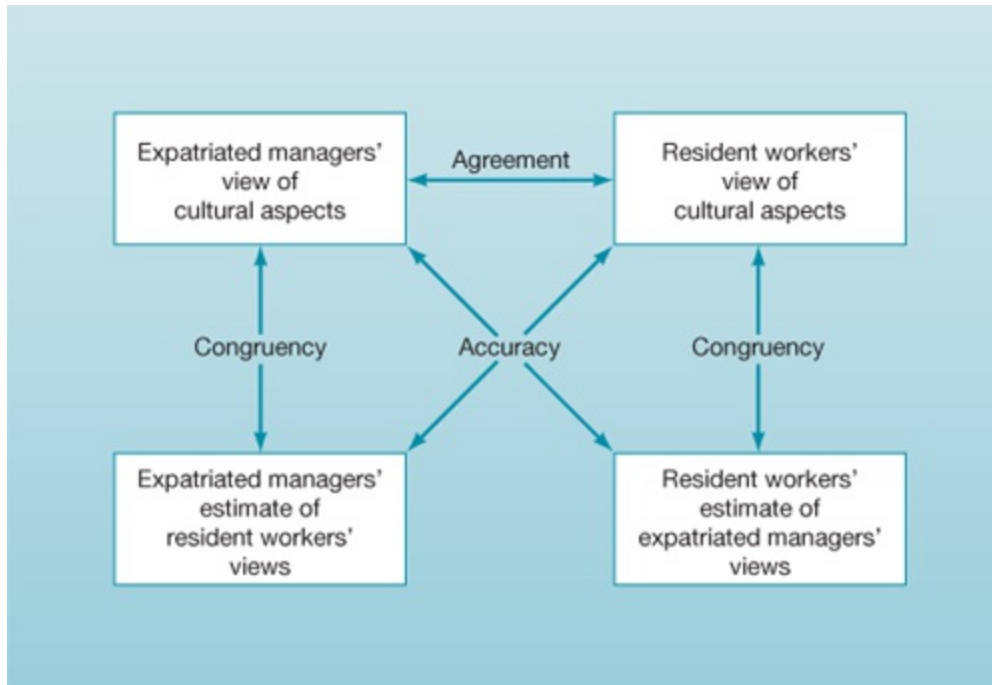 Expatriated managers’
view of
cultural aspects
Agreement
Resident workers’
view of
cultural aspects
Congruency
Accuracy
Congruency
Expatriated managers’
estimate of
resident workers’
views
Resident workers’
estimate of
expatriated managers’
views